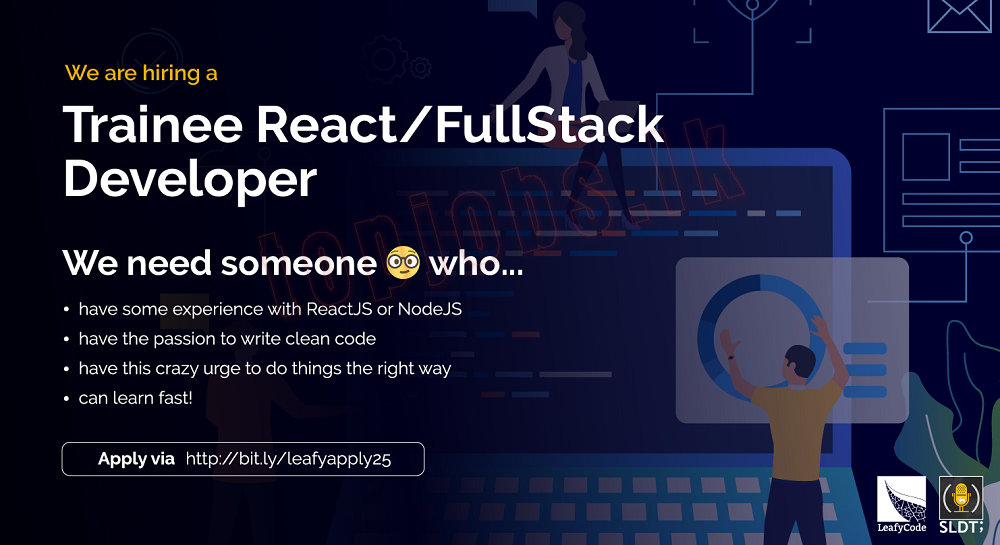 We are hiring a
Trainee React/FullStack
Developer
We need someone 🤓 who...
• have some experience with ReactJS or NodeJS
• have the passion to write clean code
• have this crazy urge to do things the right way
• can learn fast!
Apply via http://bit.ly/leafyapply25
topjobs.lk
LeafyCode
SLDT;